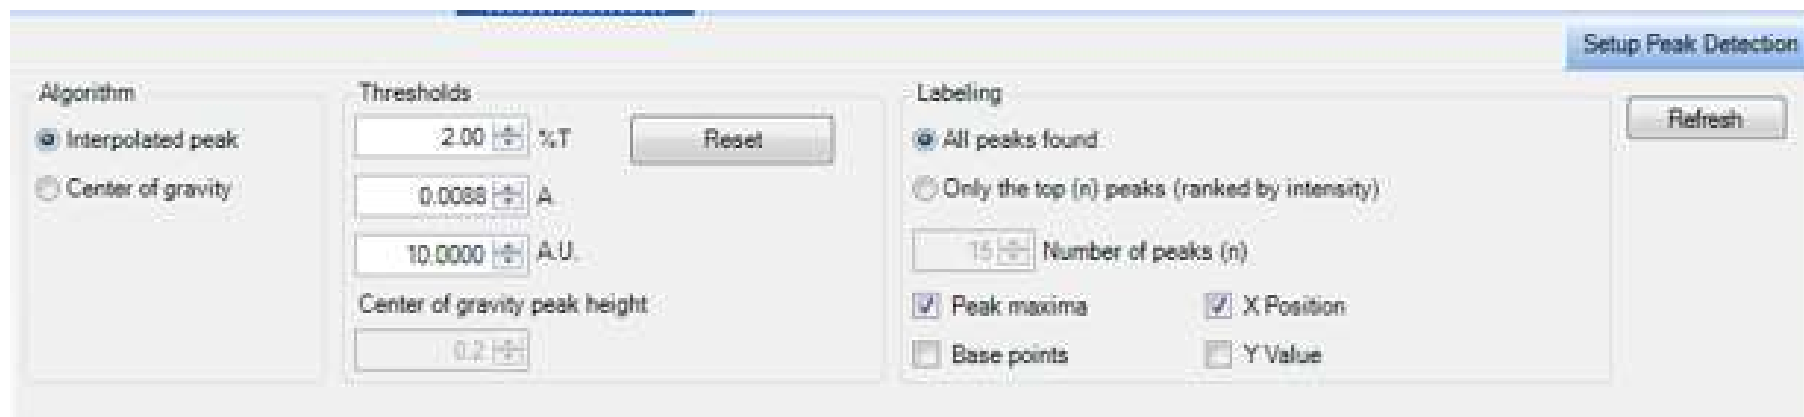 Setup Peak Detection
Algorithm
Interpolated peak
Center of gravity
Thresholds
2.00 %T
Reset
0.0088 A
10.0000 A.U.
Center of gravity peak height
0.2
Labeling
All peaks found
Only the top (n) peaks (ranked by intensity)
15 Number of peaks (n)
Peak maxima
X Position
Base points
Y Value
Refresh